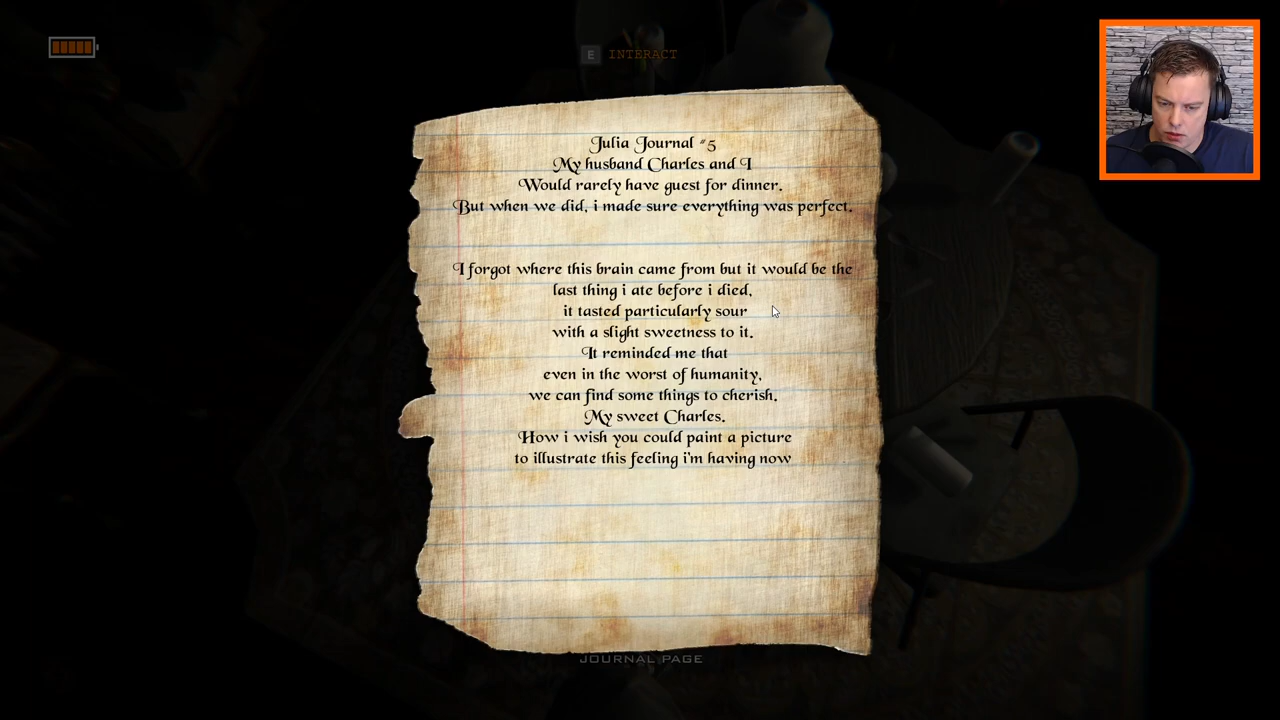 E INTERACT
Julia Journal #5
My husband Charles and I
Would rarely have guest for dinner.
But when we did, i made sure everything was perfect.
I forgot where this brain came from but it would be the
last thing i ate before i died,
it tasted particularly sour
with a slight sweetness to it.
It reminded me that
even in the worst of humanity,
we can find some things to cherish.
My sweet Charles.
How i wish you could paint a picture
to illustrate this feeling i'm having now
JOURNAL PAGE